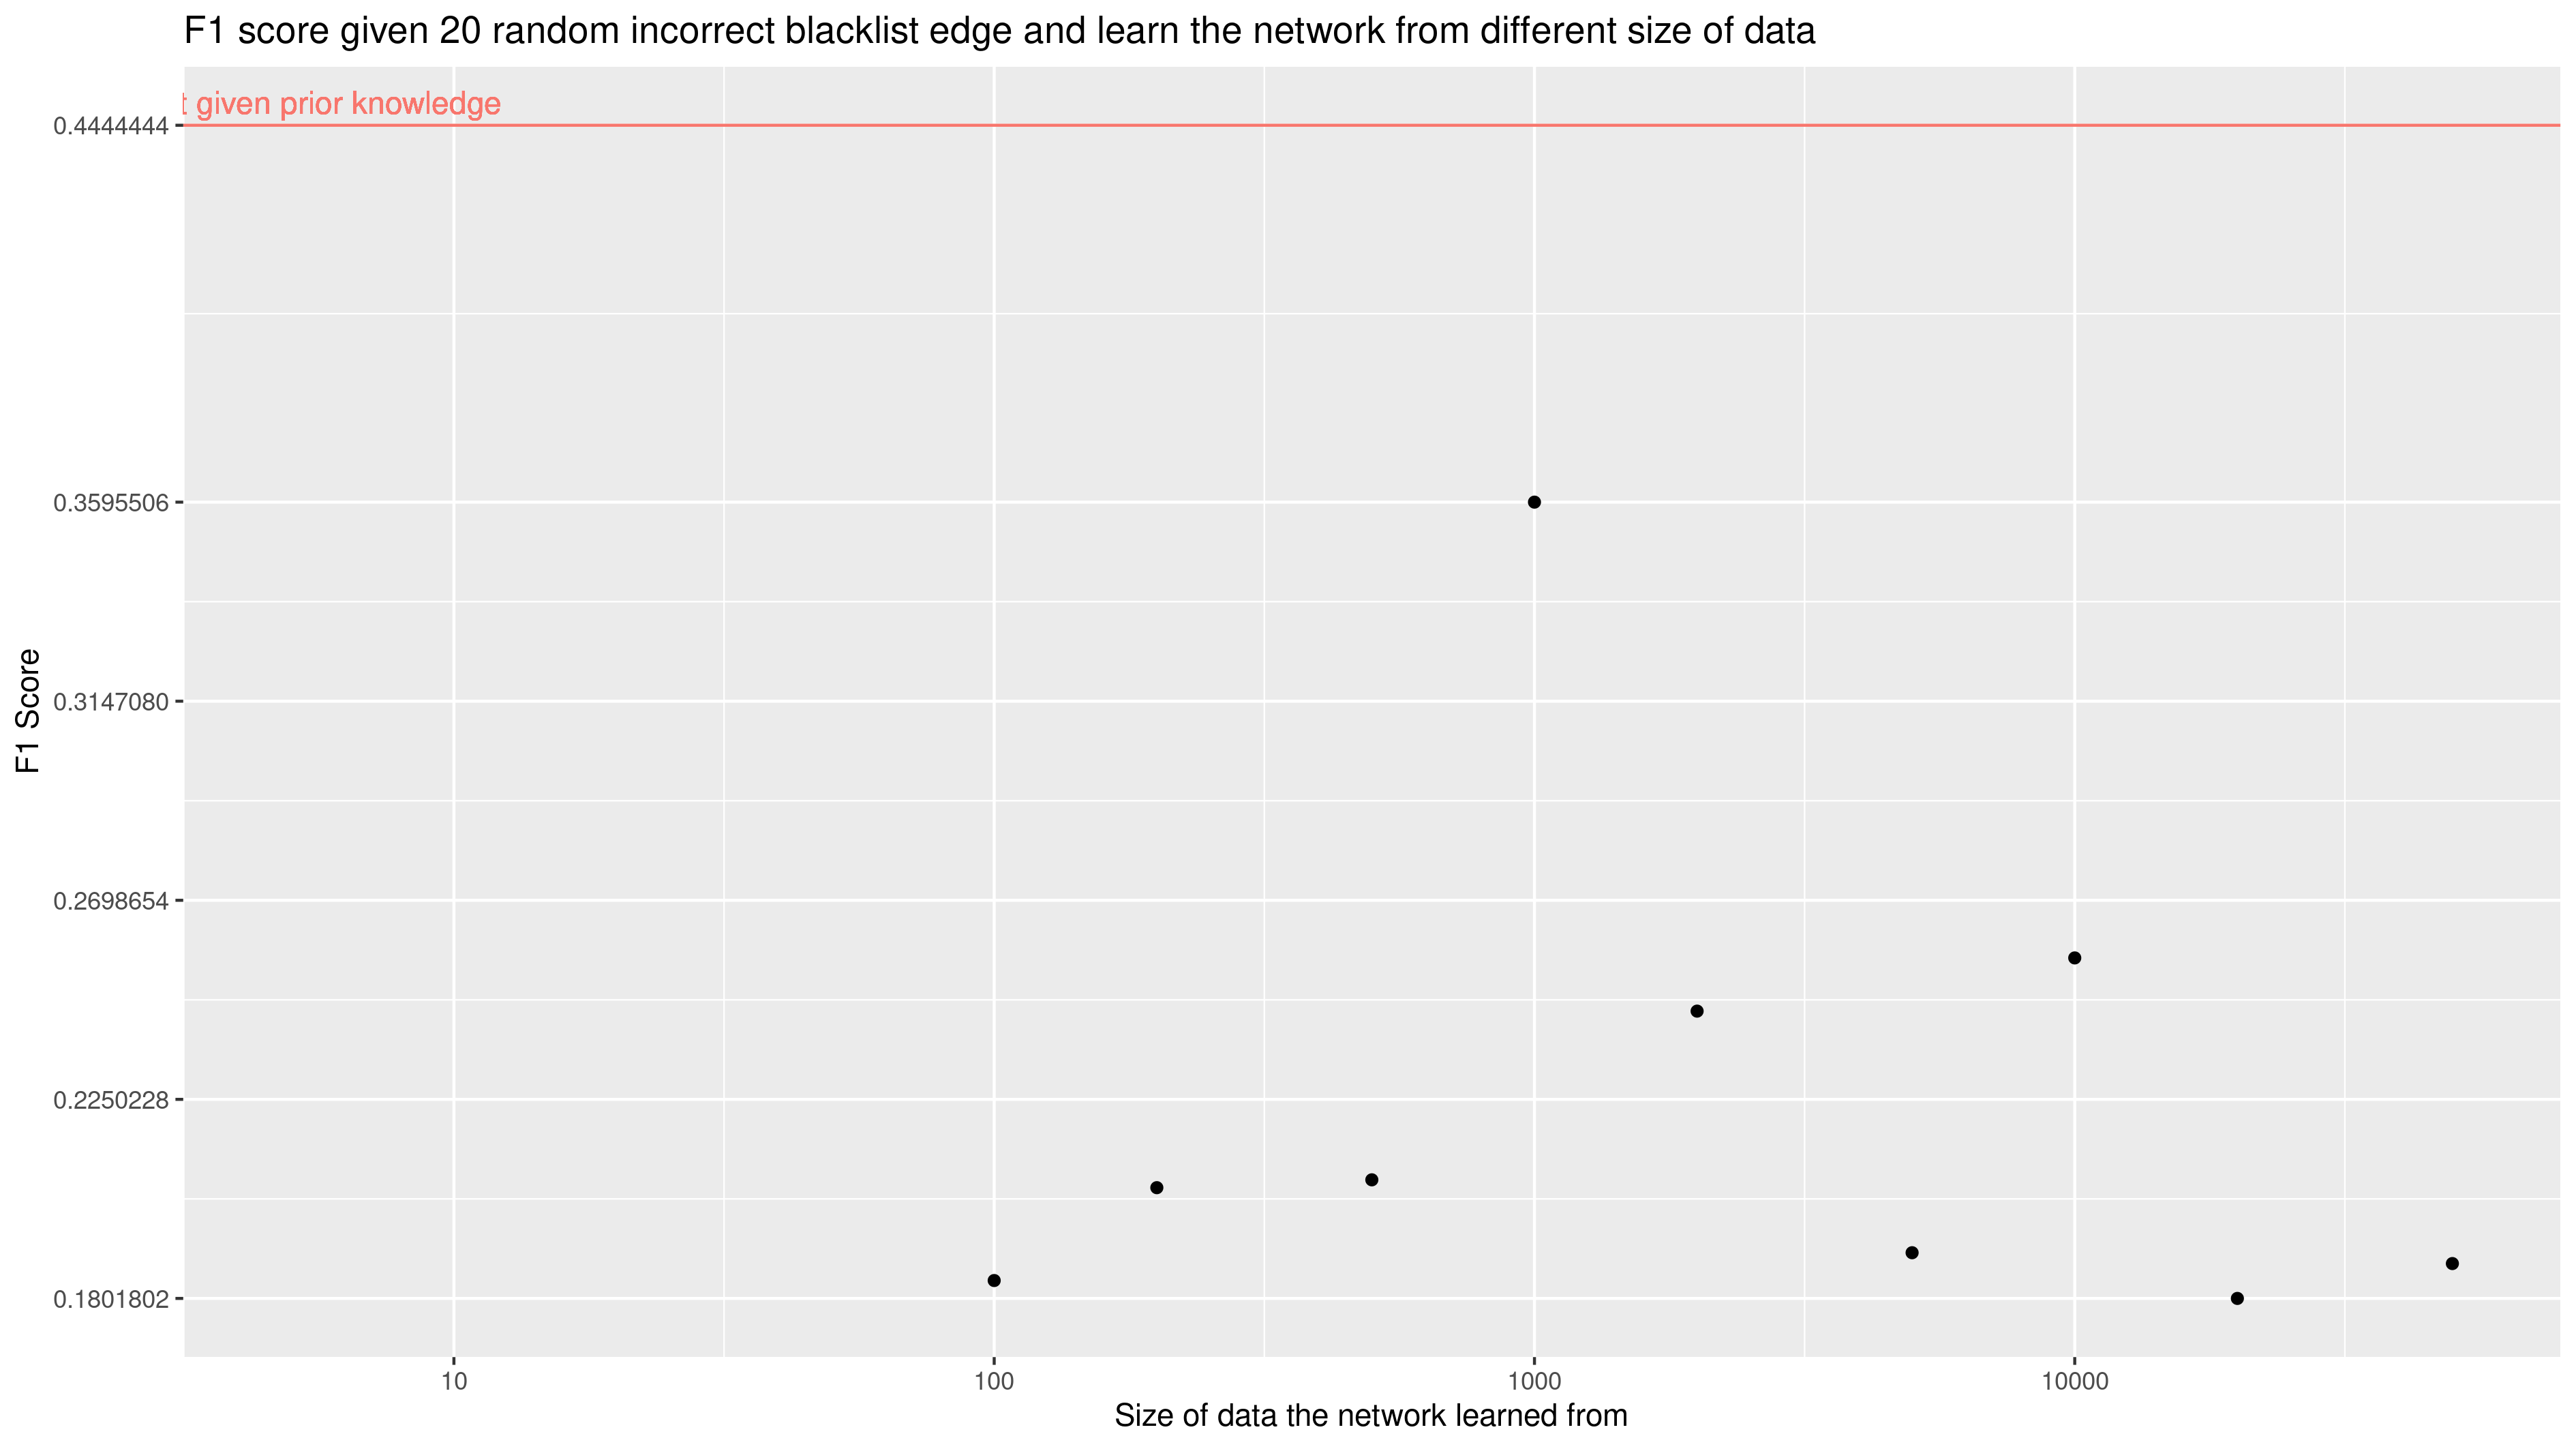 F1 score given 20 random incorrect blacklist edge and learn the network from different size of data
t given prior knowledge
0.4444444
0.3595506
0.3147080
0.2698654
0.2250228
0.1801802
F1 Score
10
100
1000
10000
Size of data the network learned from